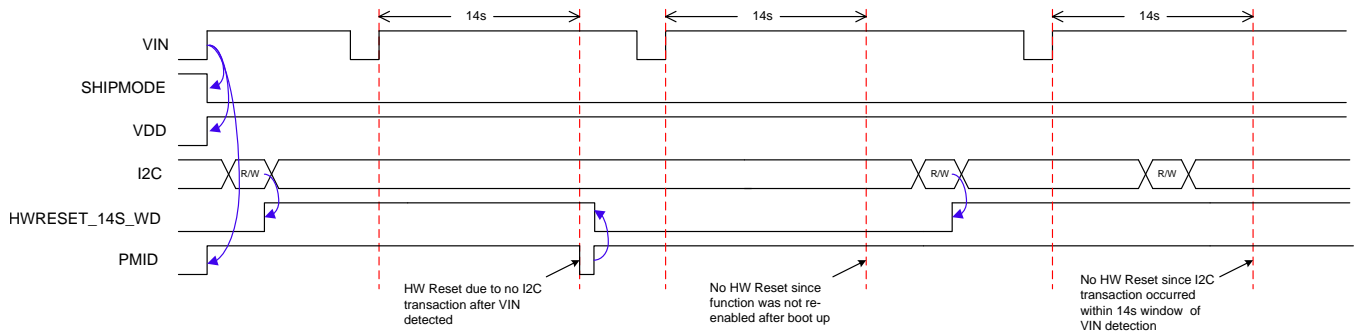 14s
14s
14s
VIN
SHIPMODE
VDD
I2C
R/W
R/W
R/W
HWRESET_14S_WD
PMID
HW Reset due to no I2C
transaction after VIN
detected
No HW Reset since
function was not re-
enabled after boot up
No HW Reset since I2C
transaction occurred
within 14s window of
VIN detection